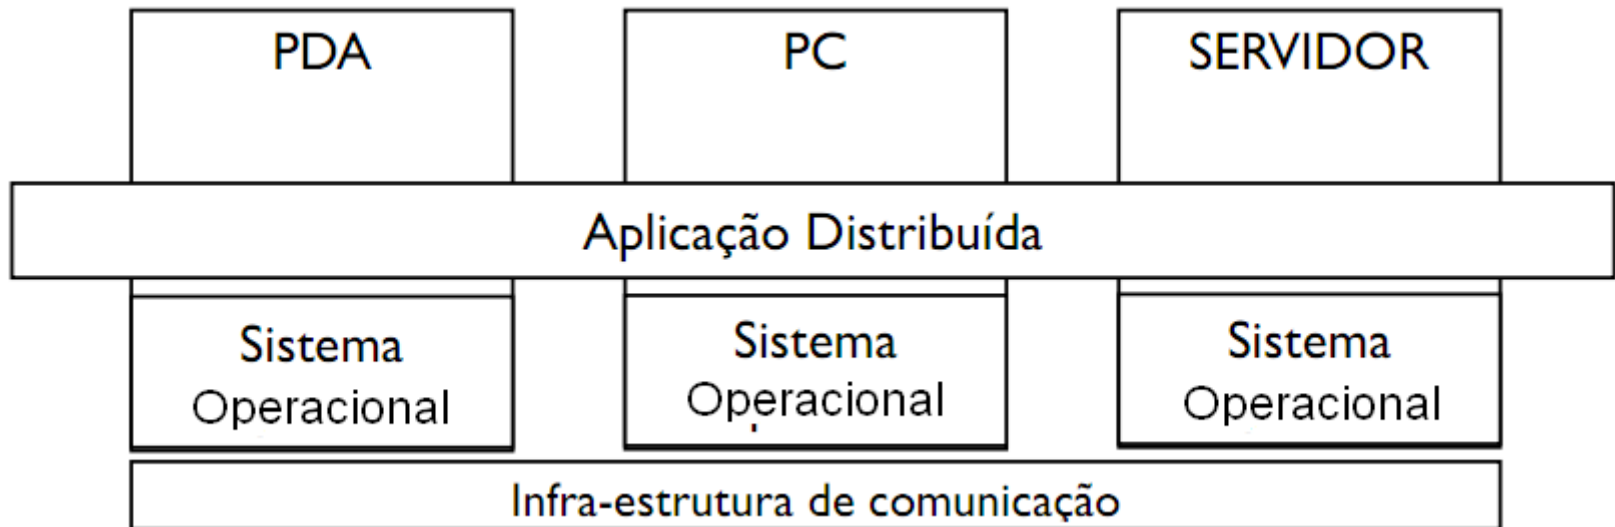 PDA
PC
SERVIDOR
Aplicação Distribuída
Sistema
Operacional
Sistema
Operacional
Sistema
Operacional
Infra-estrutura de comunicação